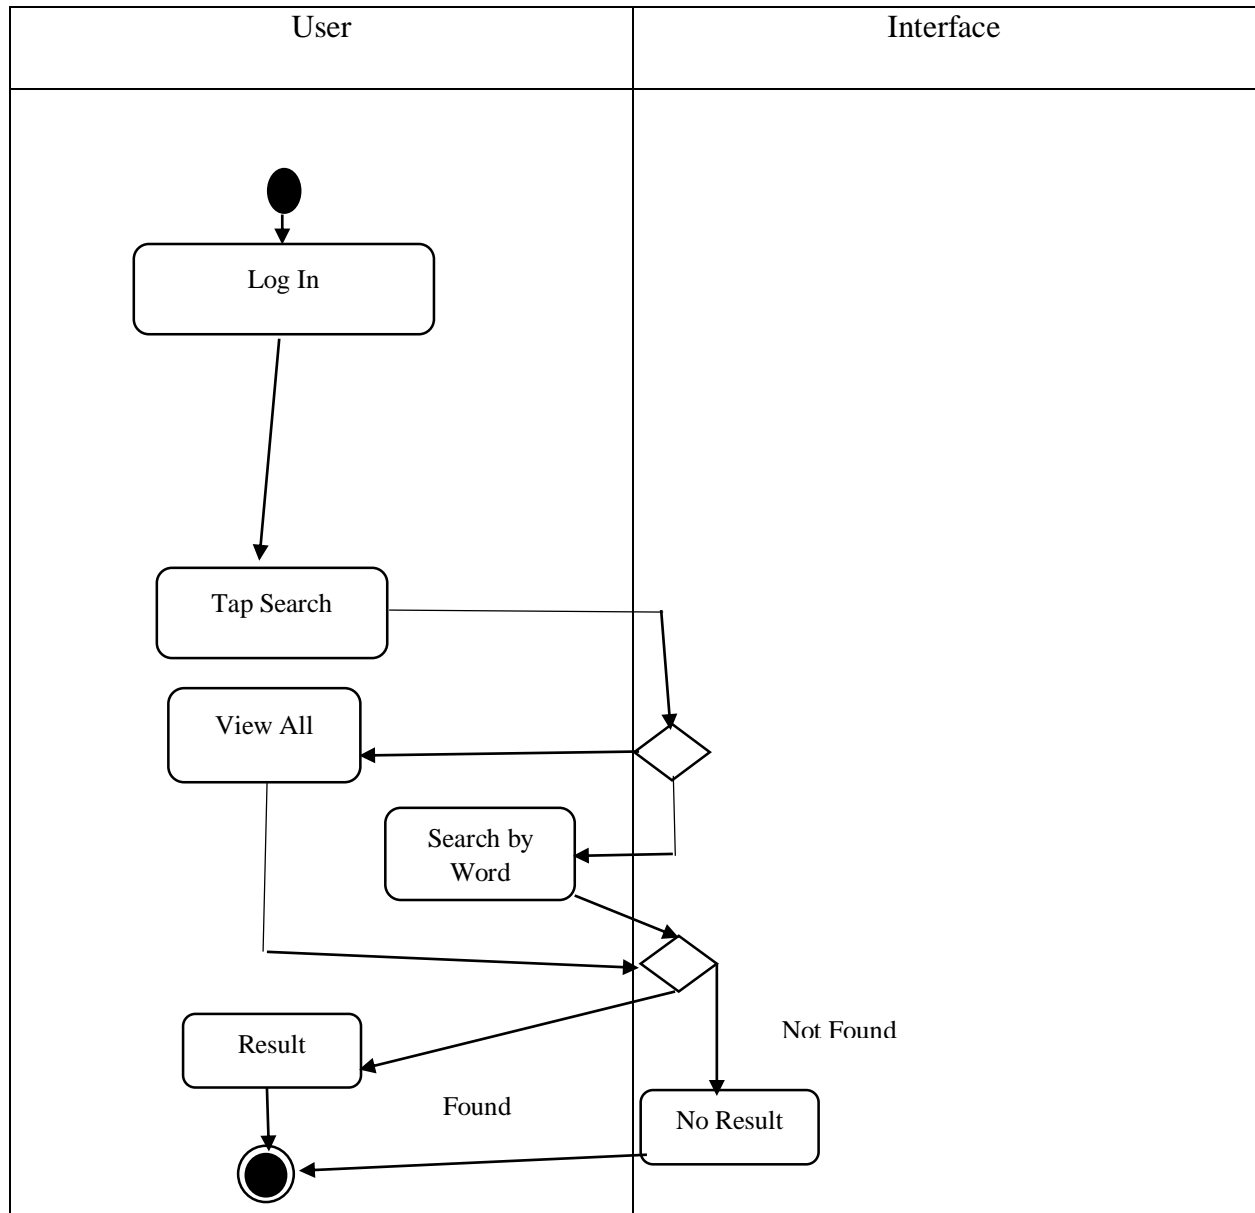 User
Interface
Log In
Tap Search
View All
Search by
Word
Not Found
Result
Found
No Result